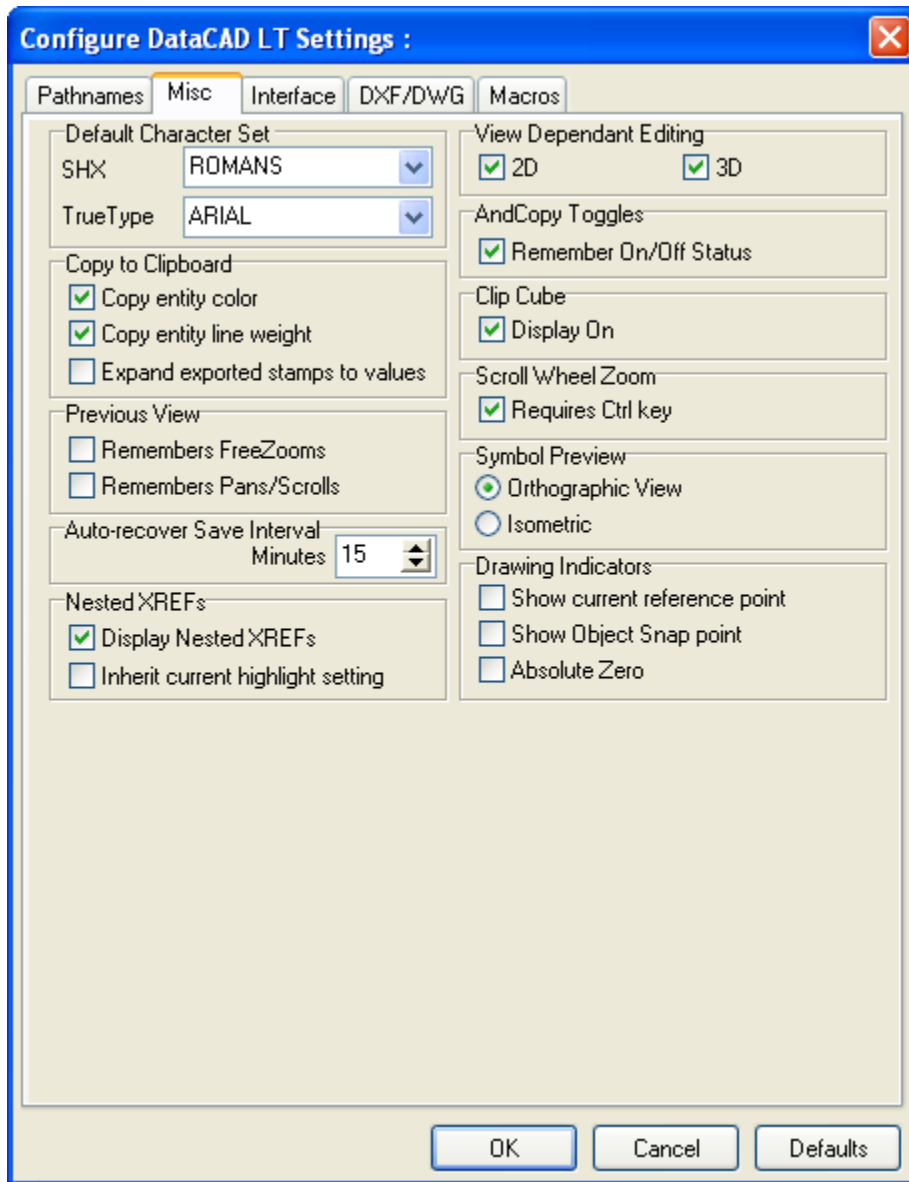 Configure DataCAD LT Settings :
Pathnames Misc Interface DXF/DWG Macros
Default Character Set
SHX ROMANS
TrueType ARIAL
Copy to Clipboard
Copy entity color
Copy entity line weight
Expand exported stamps to values
Previous View
Remembers FreeZooms
Remembers Pans/Scrolls
Auto-recover Save Interval
Minutes 15
Nested XREFs
Display Nested XREFs
Inherit current highlight setting
View Dependant Editing
2D 3D
AndCopy Toggles
Remember On/Off Status
Clip Cube
Display On
Scroll Wheel Zoom
Requires Ctrl key
Symbol Preview
Orthographic View
Isometric
Drawing Indicators
Show current reference point
Show Object Snap point
Absolute Zero
OK Cancel Defaults